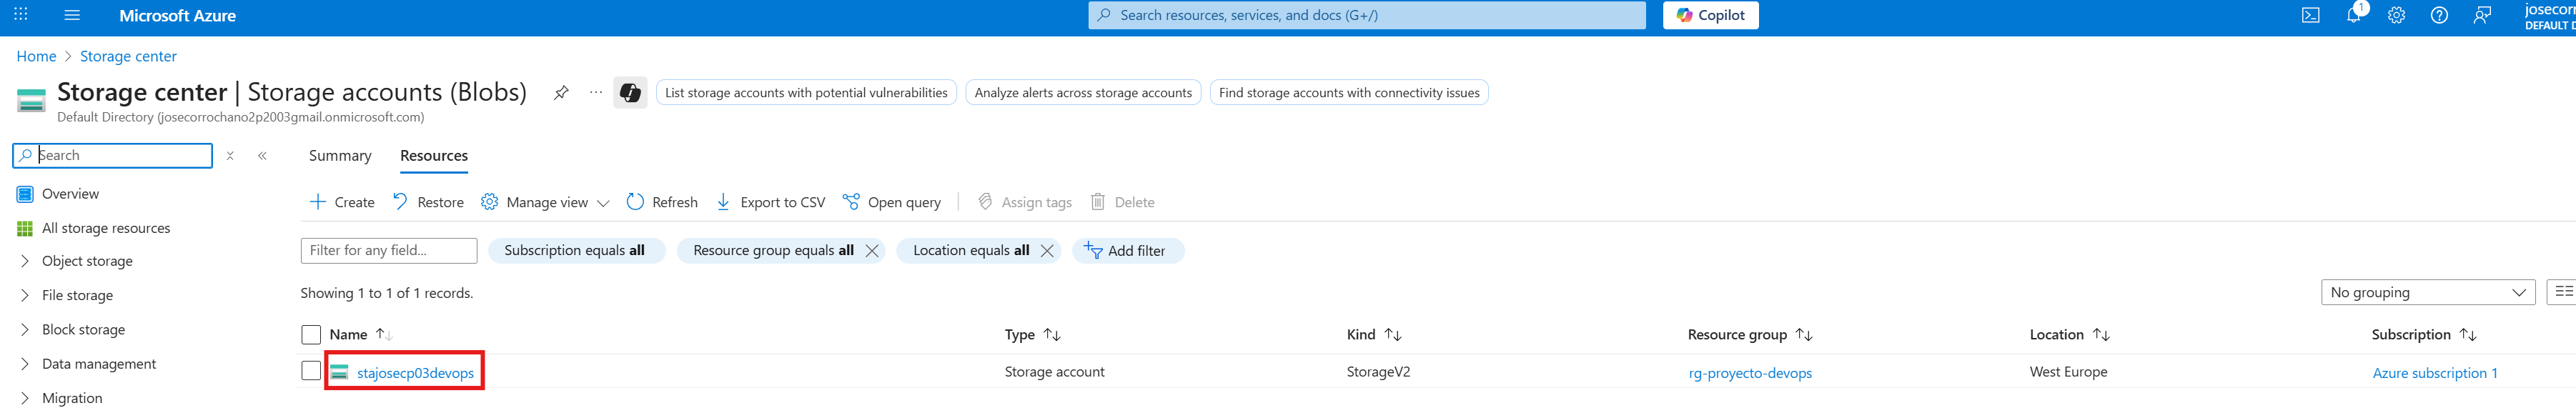 Microsoft Azure
Search resources, services, and docs (G+/)
Copilot
1
DEFAULT D
Home > Storage center
Storage center | Storage accounts (Blobs)
...
List storage accounts with potential vulnerabilities
Analyze alerts across storage accounts
Find storage accounts with connectivity issues
Default Directory (josecorrochano2p2003gmail.onmicrosoft.com)
Search
Summary
Resources
Overview
Create
Restore
Manage view
Refresh
Export to CSV
Open query
Assign tags
Delete
All storage resources
Filter for any field...
Subscription equals all
Resource group equals all
Location equals all
Add filter
Object storage
File storage
Showing 1 to 1 of 1 records.
No grouping
Block storage
Name
Type
Kind
Resource group
Location
Subscription
Data management
stajosecp03devops
Storage account
StorageV2
rg-proyecto-devops
West Europe
Azure subscription 1
Migration